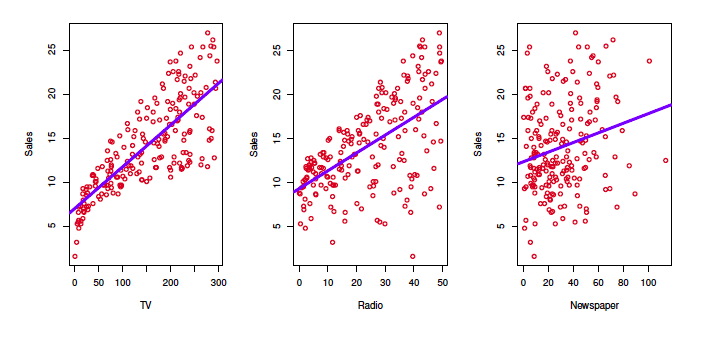 Sales
5 10 15 20 25
0 50 100 200 300
TV
Sales
5 10 15 20 25
0 10 20 30 40 50
Radio
Sales
5 10 15 20 25
0 20 40 60 80 100
Newspaper